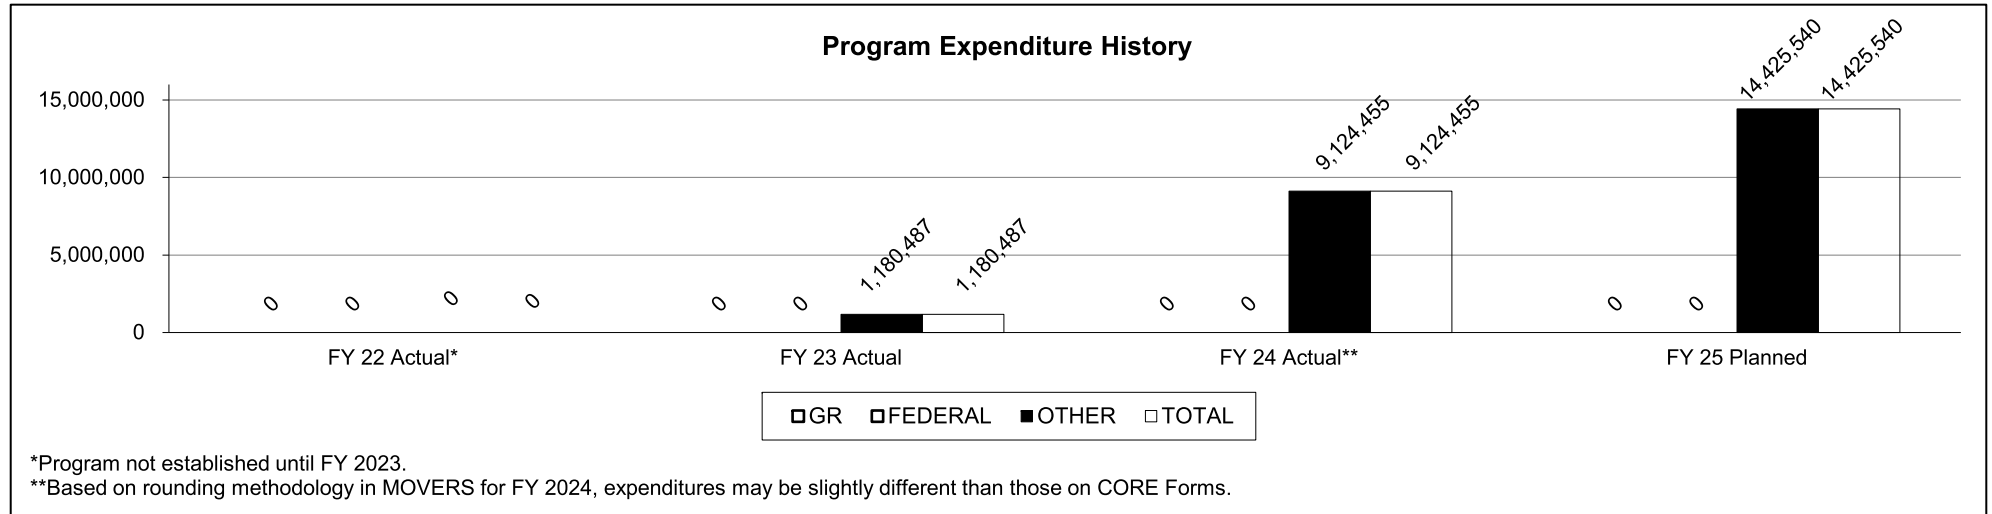 Program Expenditure History
15,000,000
10,000,000
5,000,000
0
0 0 0 0
0 0 1,180,487 1,180,487
0 0 9,124,455 9,124,455
0 0 14,425,540 14,425,540
FY 22 Actual* FY 23 Actual FY 24 Actual** FY 25 Planned
GR FEDERAL OTHER TOTAL
*Program not established until FY 2023.
**Based on rounding methodology in MOVERS for FY 2024, expenditures may be slightly different than those on CORE Forms.